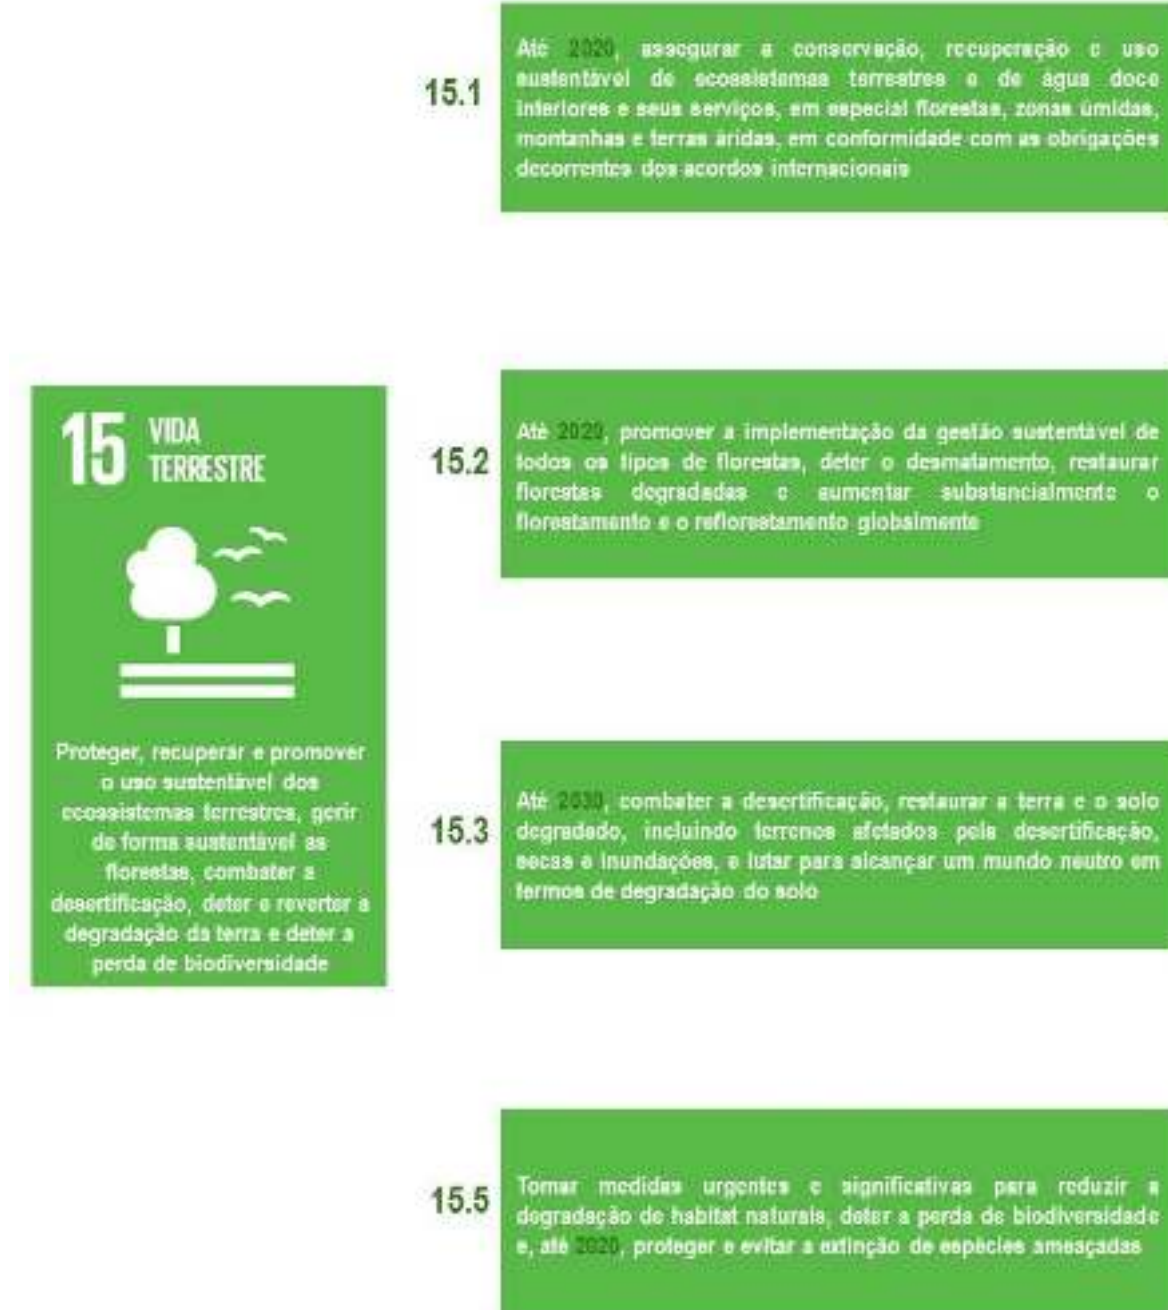 15.1
Até 2020, assegurar a conservação, recuperação e uso
sustentável de ecossistemas terrestres e de água doce
interiores e seus serviços, em especial florestas, zonas úmidas,
montanhas e terras áridas, em conformidade com as obrigações
decorrentes dos acordos internacionais
15 VIDA
TERRESTRE
Proteger, recuperar e promover
o uso sustentável dos
ecossistemas terrestres, gerir
de forma sustentável as
florestas, combater a
desertificação, deter e reverter a
degradação da terra e deter a
perda de biodiversidade
15.2
Até 2020, promover a implementação da gestão sustentável de
todos os tipos de florestas, deter o desmatamento, restaurar
florestas degradadas e aumentar substancialmente o
florestamento e o reflorestamento globalmente
15.3
Até 2030, combater a desertificação, restaurar a terra e o solo
degradado, incluindo terrenos afetados pela desertificação,
secas e inundações, e lutar para alcançar um mundo neutro em
termos de degradação do solo
15.5
Tomar medidas urgentes e significativas para reduzir a
degradação de habitat naturais, deter a perda de biodiversidade
e, até 2020, proteger e evitar a extinção de espécies ameaçadas